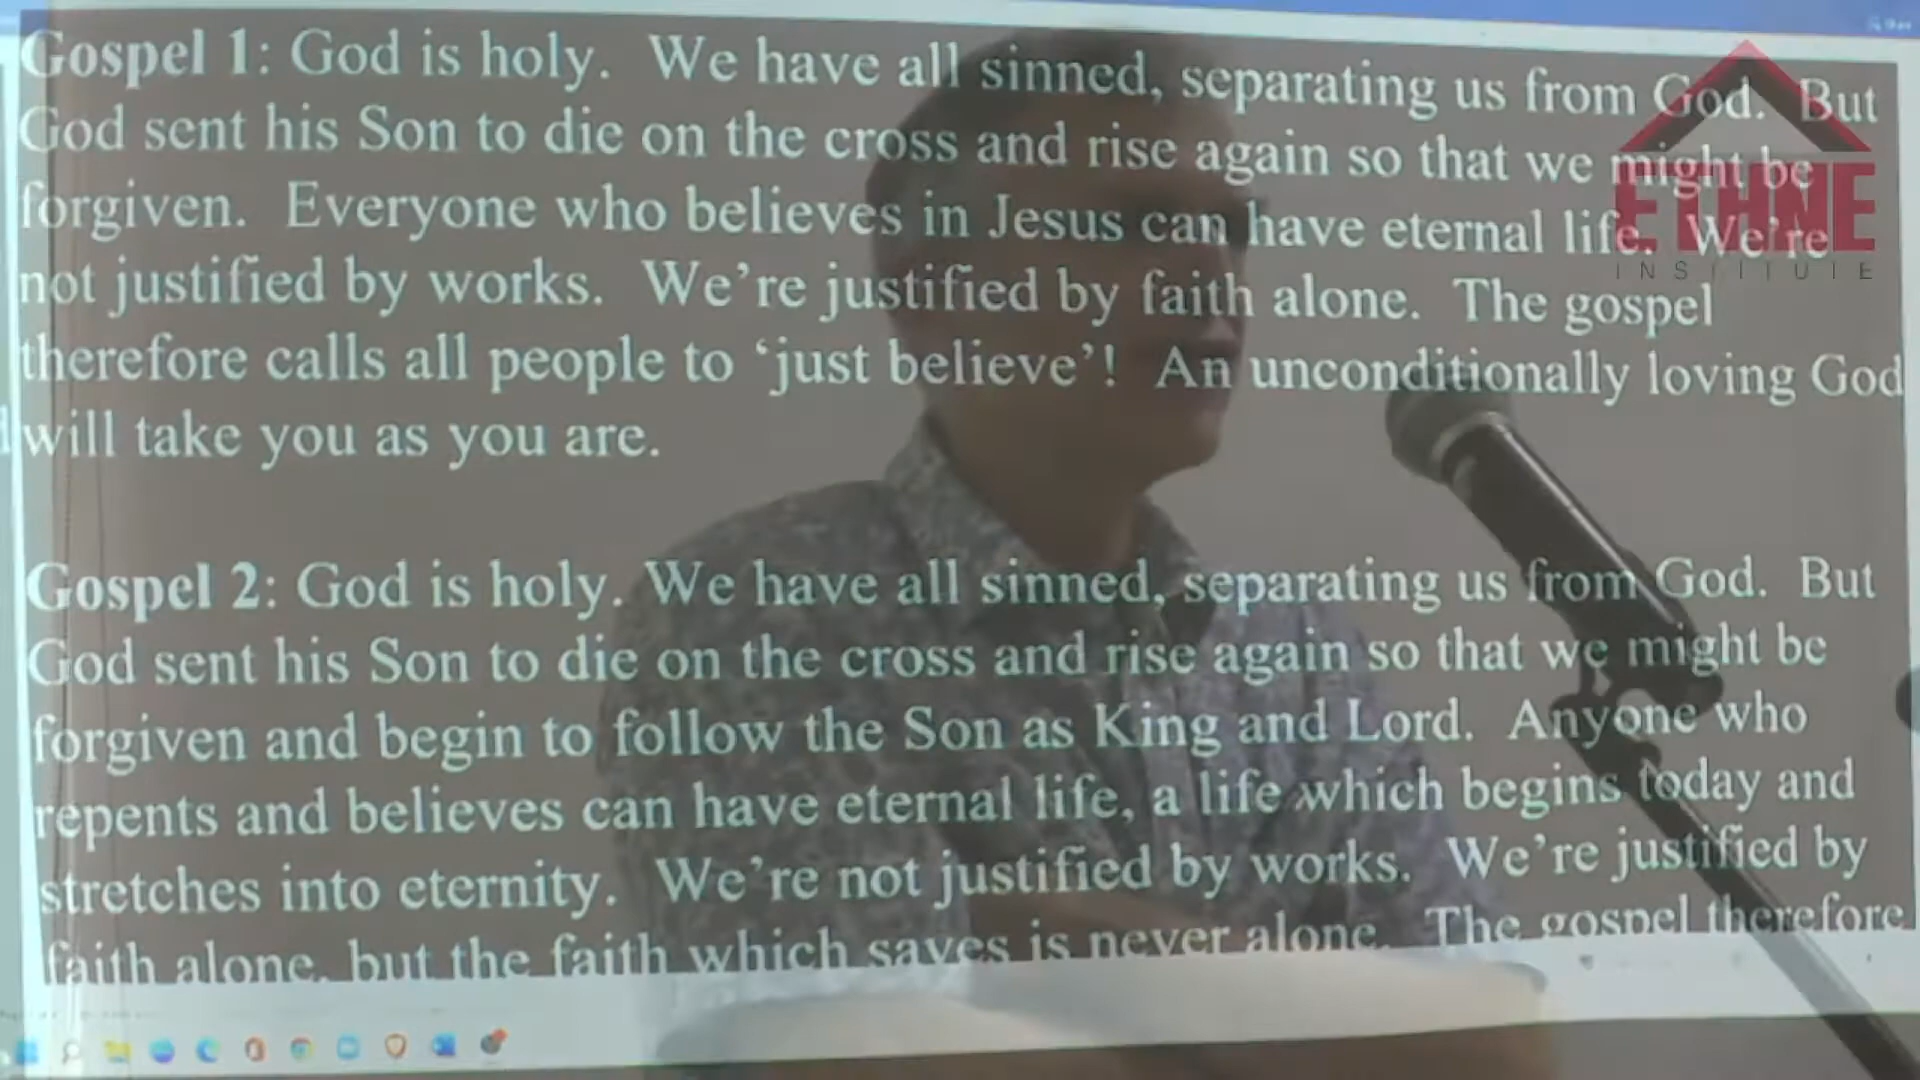 Gospel 1: God is holy. We have all sinned, separating us from God. But
God sent his Son to die on the cross and rise again so that we might be
forgiven. Everyone who believes in Jesus can have eternal life. We're
not justified by works. We're justified by faith alone. The gospel
therefore calls all people to ‘just believe’! An unconditionally loving God
will take you as you are.
Gospel 2: God is holy. We have all sinned, separating us from God. But
God sent his Son to die on the cross and rise again so that we might be
forgiven and begin to follow the Son as King and Lord. Anyone who
repents and believes can have eternal life, a life which begins today and
stretches into eternity. We're not justified by works. We're justified by
faith alone, but the faith which saves is never alone. The gospel therefore
ETHNE
INSTITUTE